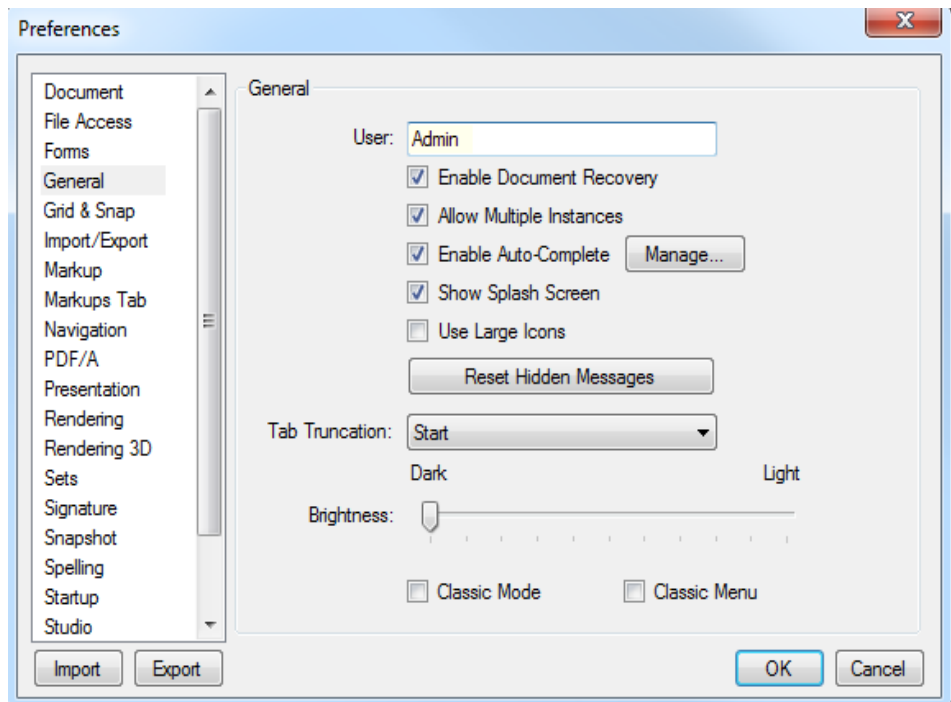 Preferences
Document
File Access
Forms
General
Grid & Snap
Import/Export
Markup
Markups Tab
Navigation
PDF/A
Presentation
Rendering
Rendering 3D
Sets
Signature
Snapshot
Spelling
Startup
Studio
Import Export
General
User: Admin
Enable Document Recovery
Allow Multiple Instances
Enable Auto-Complete Manage...
Show Splash Screen
Use Large Icons
Reset Hidden Messages
Tab Truncation: Start
Dark Light
Brightness:
Classic Mode Classic Menu
OK Cancel